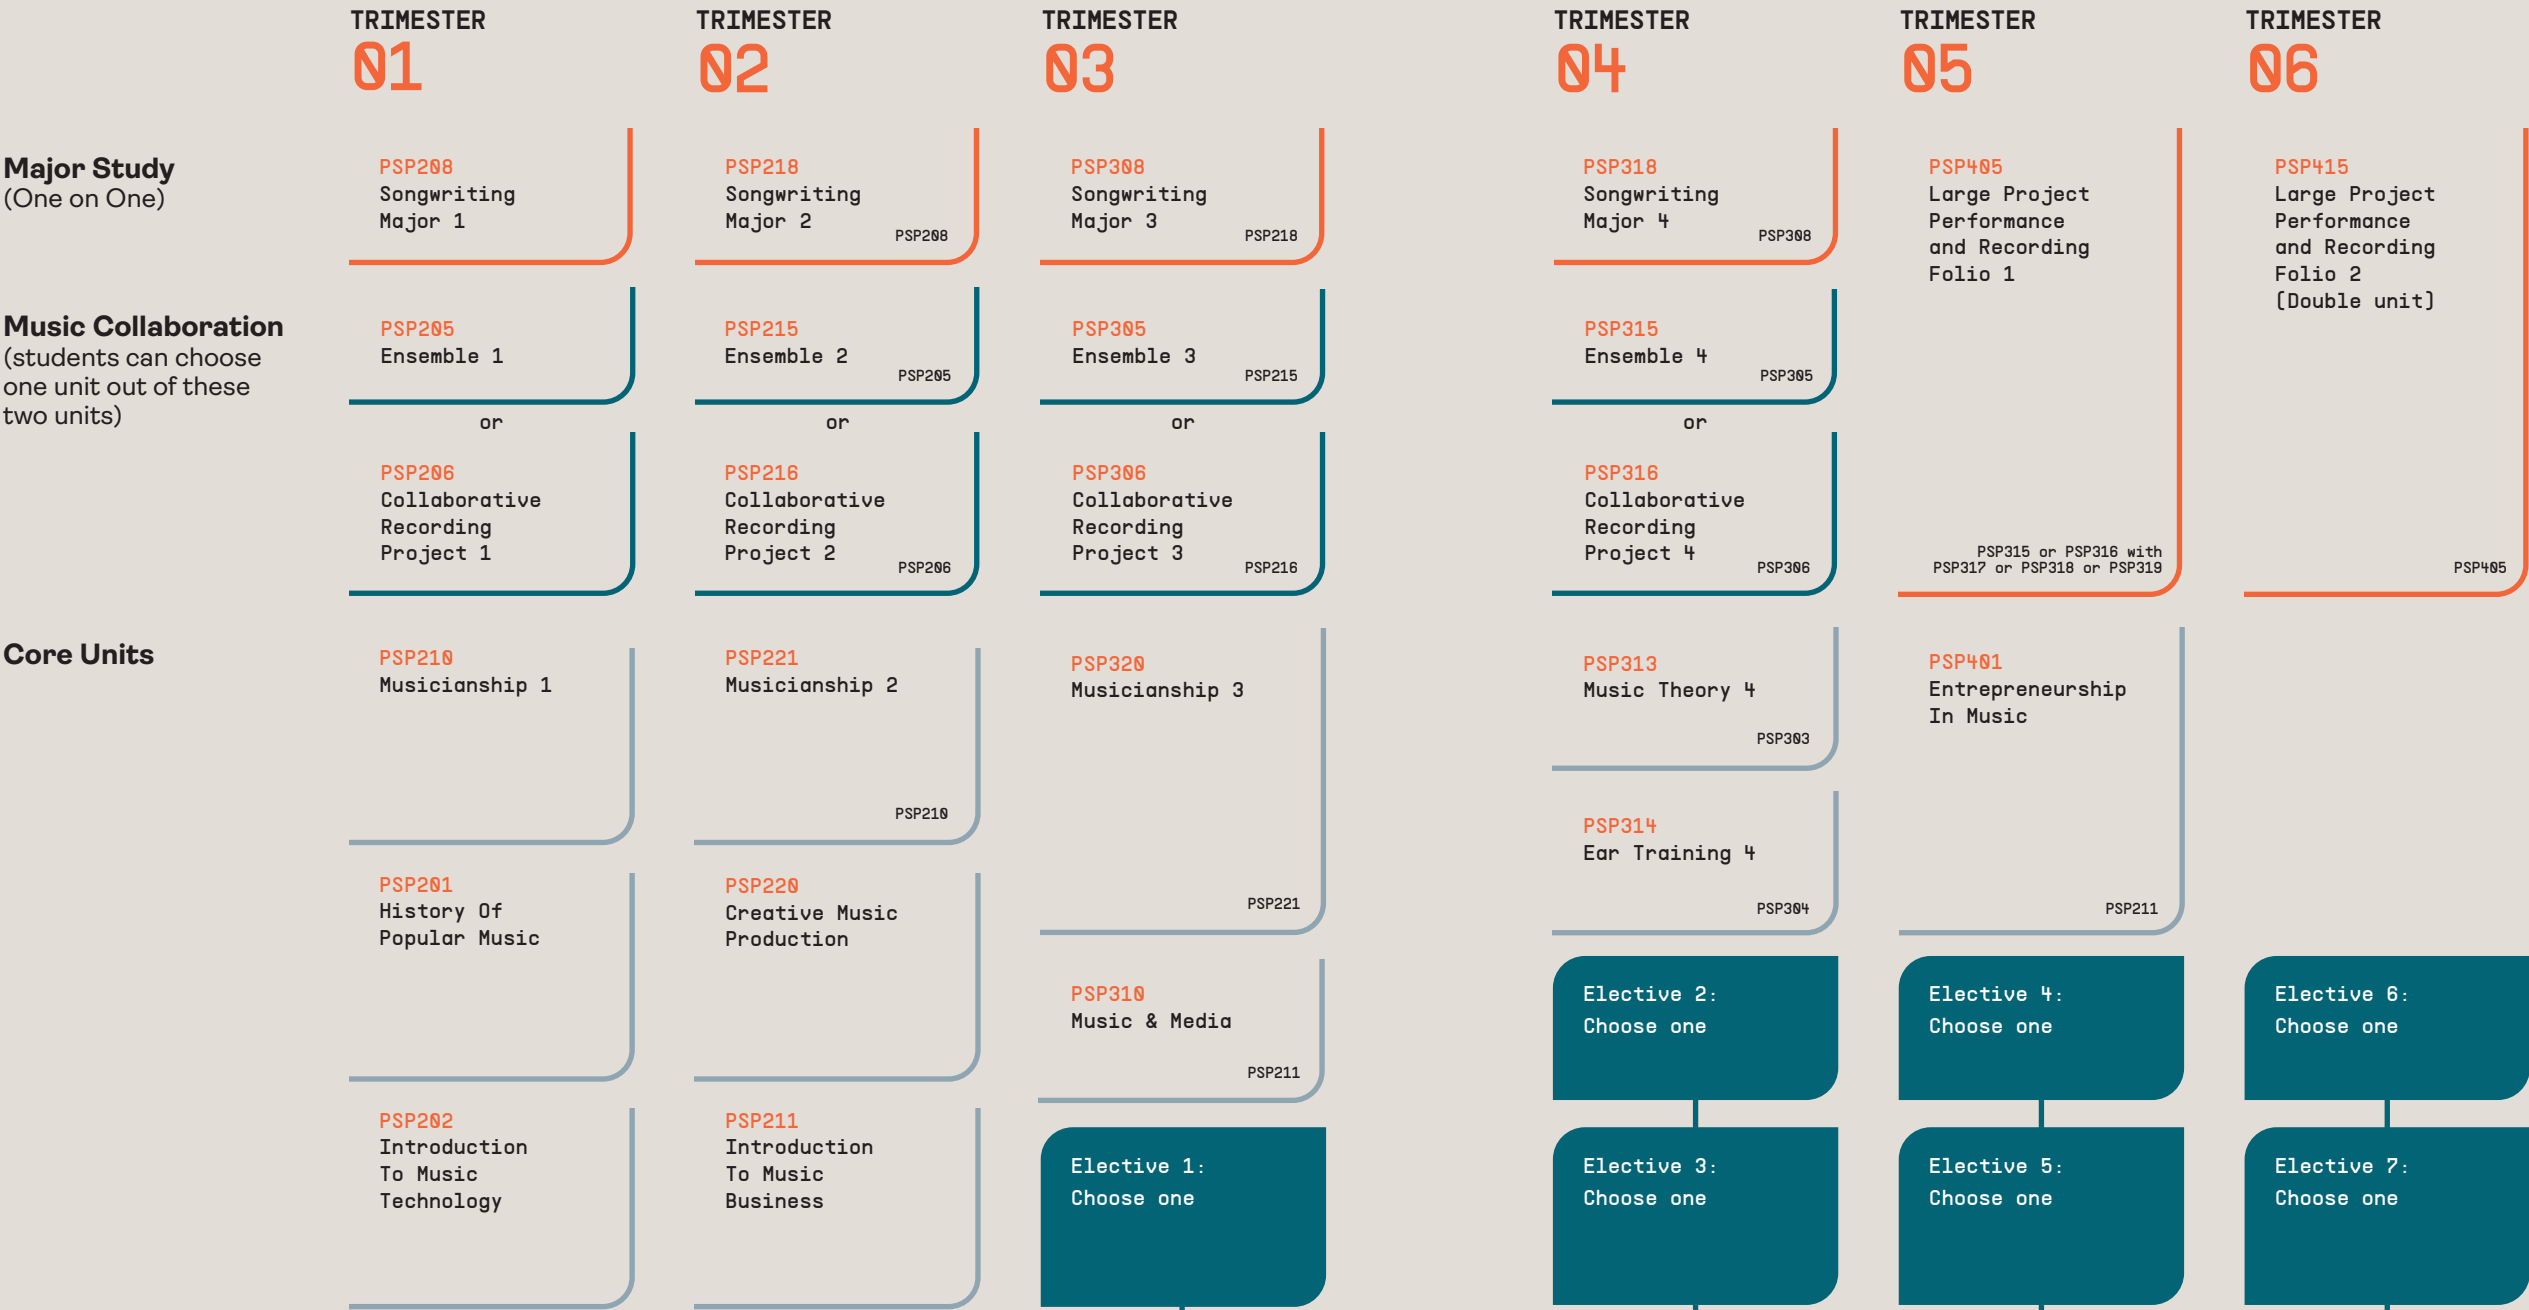 TRIMESTER
01
TRIMESTER
02
TRIMESTER
03
TRIMESTER
04
TRIMESTER
05
TRIMESTER
06
Major Study
(One on One)
PSP208
Songwriting
Major 1
PSP218
Songwriting
Major 2
PSP208
PSP308
Songwriting
Major 3
PSP218
PSP318
Songwriting
Major 4
PSP308
PSP405
Large Project
Performance
and Recording
Folio 1
PSP315 or PSP316 with
PSP317 or PSP318 or PSP319
PSP415
Large Project
Performance
and Recording
Folio 2
(Double unit)
PSP405
Music Collaboration
(students can choose
one unit out of these
two units)
PSP205
Ensemble 1
or
PSP206
Collaborative
Recording
Project 1
PSP215
Ensemble 2
PSP205
or
PSP216
Collaborative
Recording
Project 2
PSP206
PSP305
Ensemble 3
PSP215
or
PSP306
Collaborative
Recording
Project 3
PSP216
PSP315
Ensemble 4
PSP305
or
PSP316
Collaborative
Recording
Project 4
PSP306
Core Units
PSP210
Musicianship 1
PSP201
History Of
Popular Music
PSP202
Introduction
To Music
Technology
PSP221
Musicianship 2
PSP210
PSP220
Creative Music
Production
PSP211
Introduction
To Music
Business
PSP320
Musicianship 3
PSP221
PSP310
Music & Media
PSP211
Elective 1:
Choose one
PSP313
Music Theory 4
PSP303
PSP314
Ear Training 4
PSP304
Elective 2:
Choose one
Elective 3:
Choose one
PSP401
Entrepreneurship
In Music
PSP211
Elective 4:
Choose one
Elective 5:
Choose one
Elective 6:
Choose one
Elective 7:
Choose one